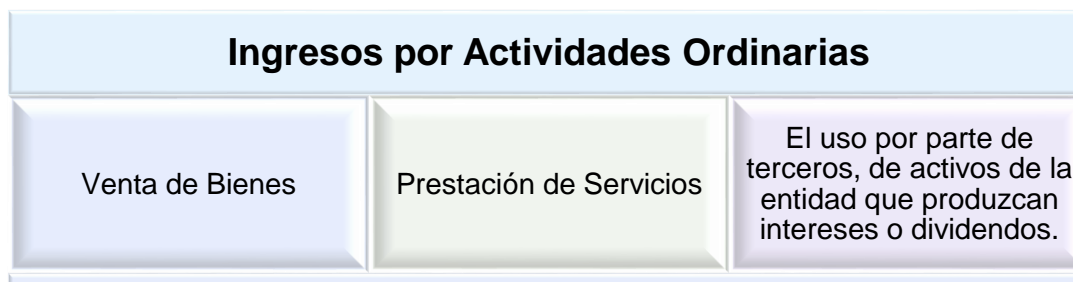 Ingresos por Actividades Ordinarias
Venta de Bienes
Prestación de Servicios
El uso por parte de
terceros, de activos de la
entidad que produzcan
intereses o dividendos.